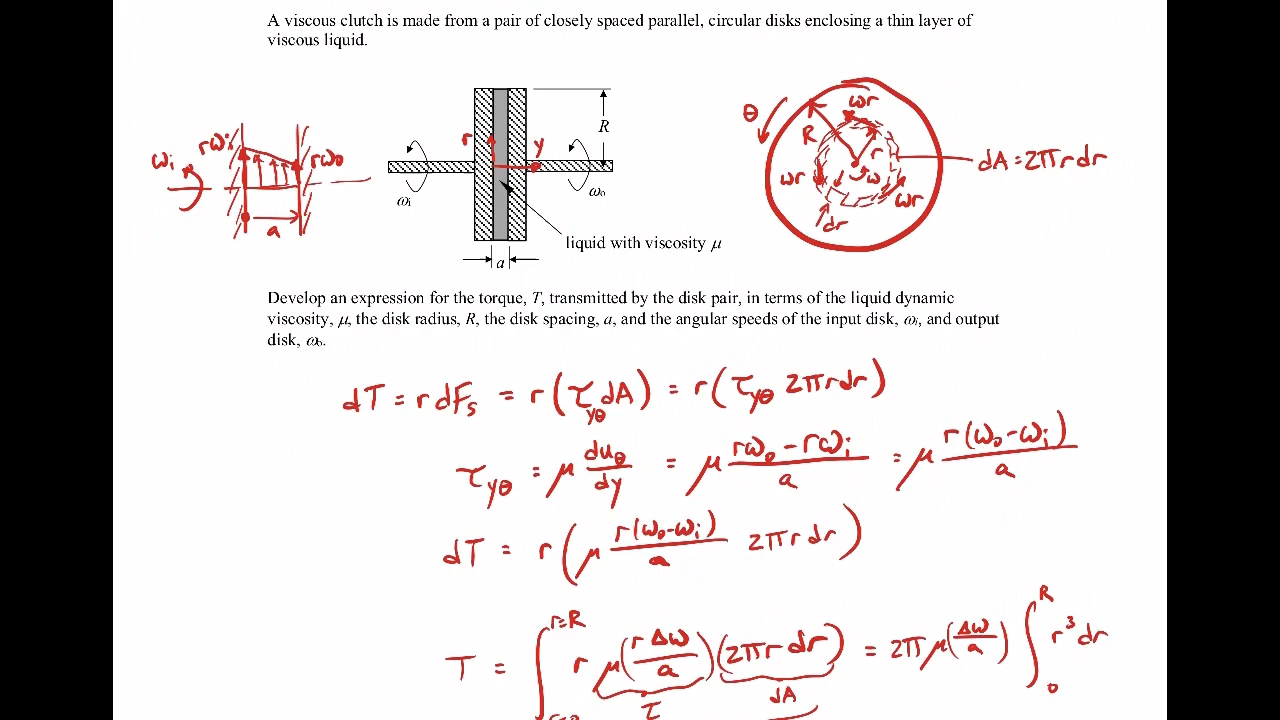 A viscous clutch is made from a pair of closely spaced parallel, circular disks enclosing a thin layer of
viscous liquid.
ωi rωi rωo a
r y R
ωi ωo
liquid with viscosity μ
a
θ R ωr r ω ωr ωr dr
dA = 2πrdr
Develop an expression for the torque, T, transmitted by the disk pair, in terms of the liquid dynamic
viscosity, μ, the disk radius, R, the disk spacing, a, and the angular speeds of the input disk, ωi, and output
disk, ωo.
dT = r dFs = r(τyθ dA) = r(τyθ 2πrdr)
τyθ = μ duθ/dy = μ (rωo - rωi)/a = μ r(ωo - ωi)/a
dT = r(μ r(ωo-ωi)/a 2πrdr)
T = ∫r=0^r=R r μ(rΔω/a)(2πrdr) = 2πμ(Δω/a) ∫0^R r³dr
τ dA